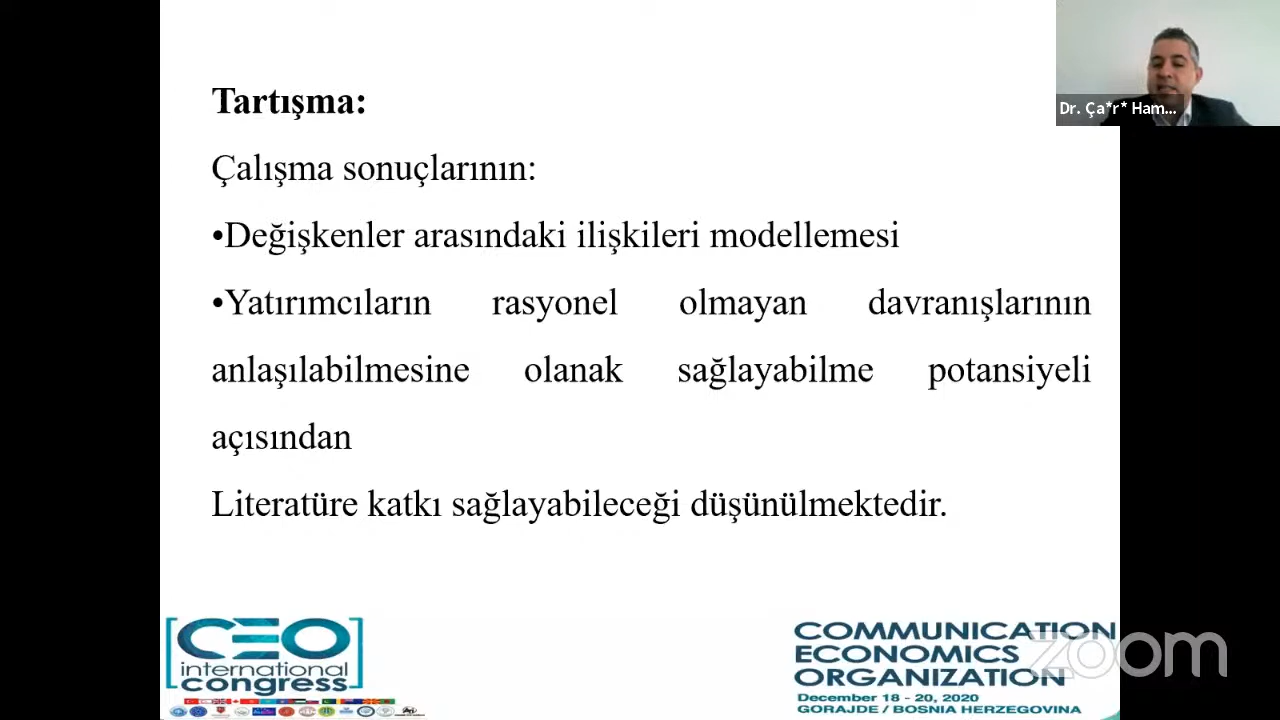 Tartışma:
Çalışma sonuçlarının:
•Değişkenler arasındaki ilişkileri modellemesi
•Yatırımcıların rasyonel olmayan davranışlarının
anlaşılabilmesine olanak sağlayabilme potansiyeli
açısından
Literatüre katkı sağlayabileceği düşünülmektedir.
Dr. Ça*r* Ham...
CEO
international
congress
COMMUNICATION
ECONOMICS
ORGANIZATION
December 18 - 20, 2020
GORAJDE / BOSNIA HERZEGOVINA
zoom